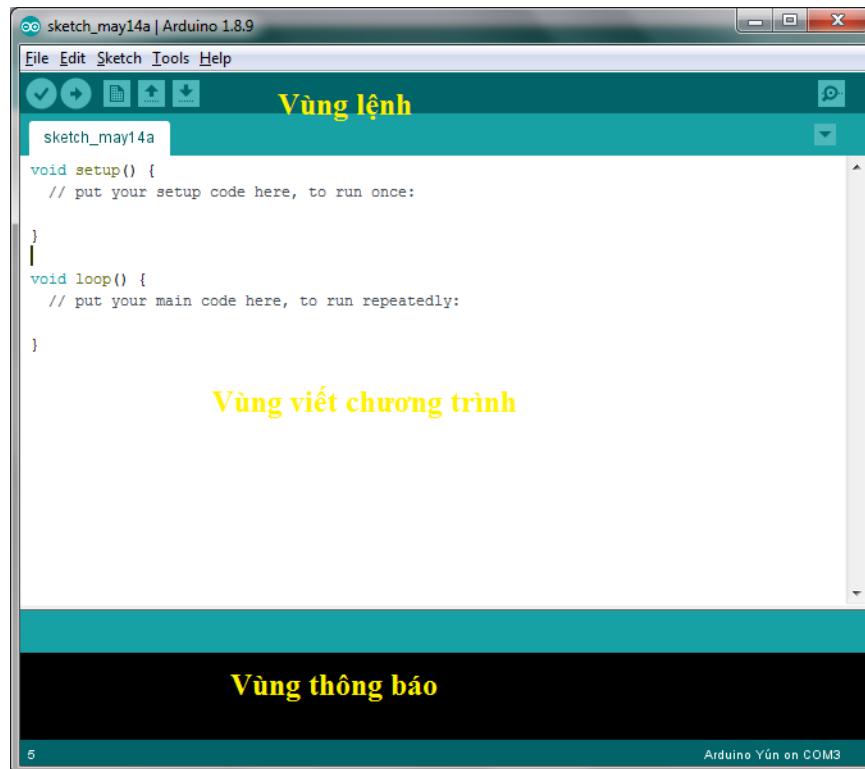 sketch_may14a | Arduino 1.8.9
File Edit Sketch Tools Help
Vùng lệnh
sketch_may14a
void setup() {
  // put your setup code here, to run once:
}
void loop() {
  // put your main code here, to run repeatedly:
}
Vùng viết chương trình
Vùng thông báo
5 Arduino Yún on COM3